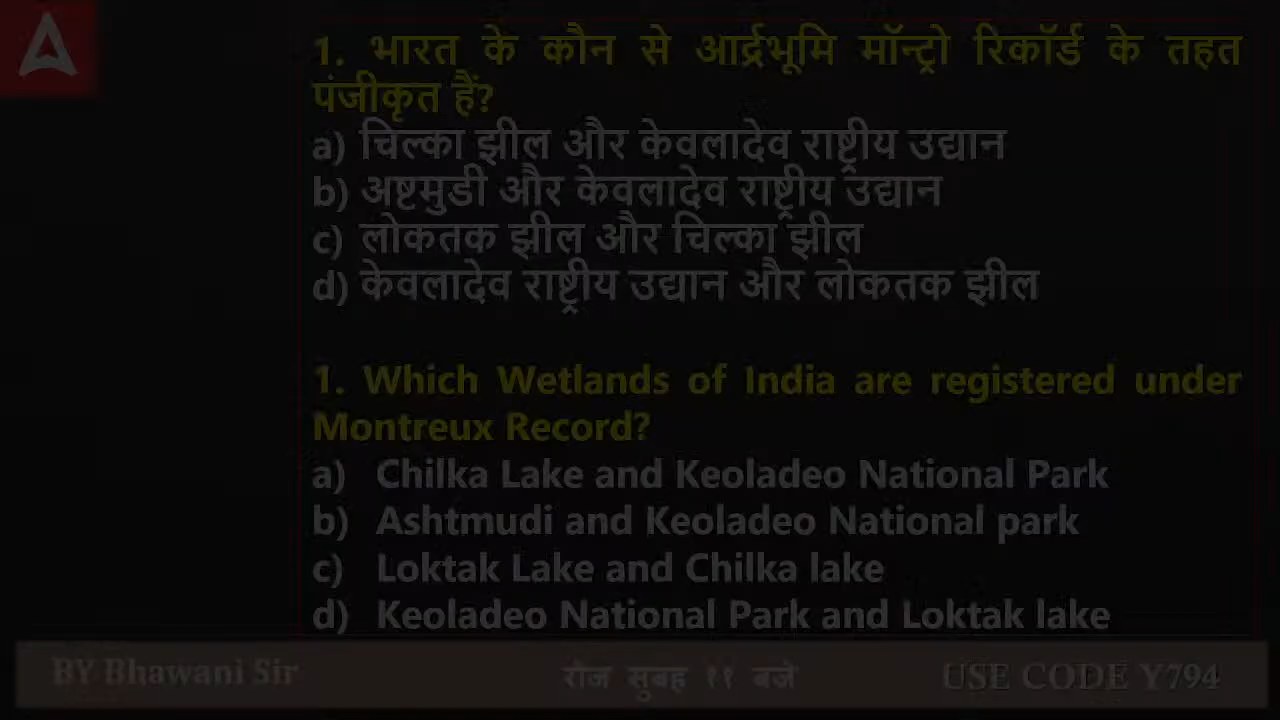 1. भारत के कौन से आर्द्रभूमि मॉन्ट्रो रिकॉर्ड के तहत
पंजीकृत हैं?
a) चिल्का झील और केवलादेव राष्ट्रीय उद्यान
b) अष्टमुडी और केवलादेव राष्ट्रीय उद्यान
c) लोकतक झील और चिल्का झील
d) केवलादेव राष्ट्रीय उद्यान और लोकतक झील
1. Which Wetlands of India are registered under
Montreux Record?
a) Chilka Lake and Keoladeo National Park
b) Ashtmudi and Keoladeo National park
c) Loktak Lake and Chilka lake
d) Keoladeo National Park and Loktak lake
BY Bhawani Sir रोज सुबह ११ बजे USE CODE Y794